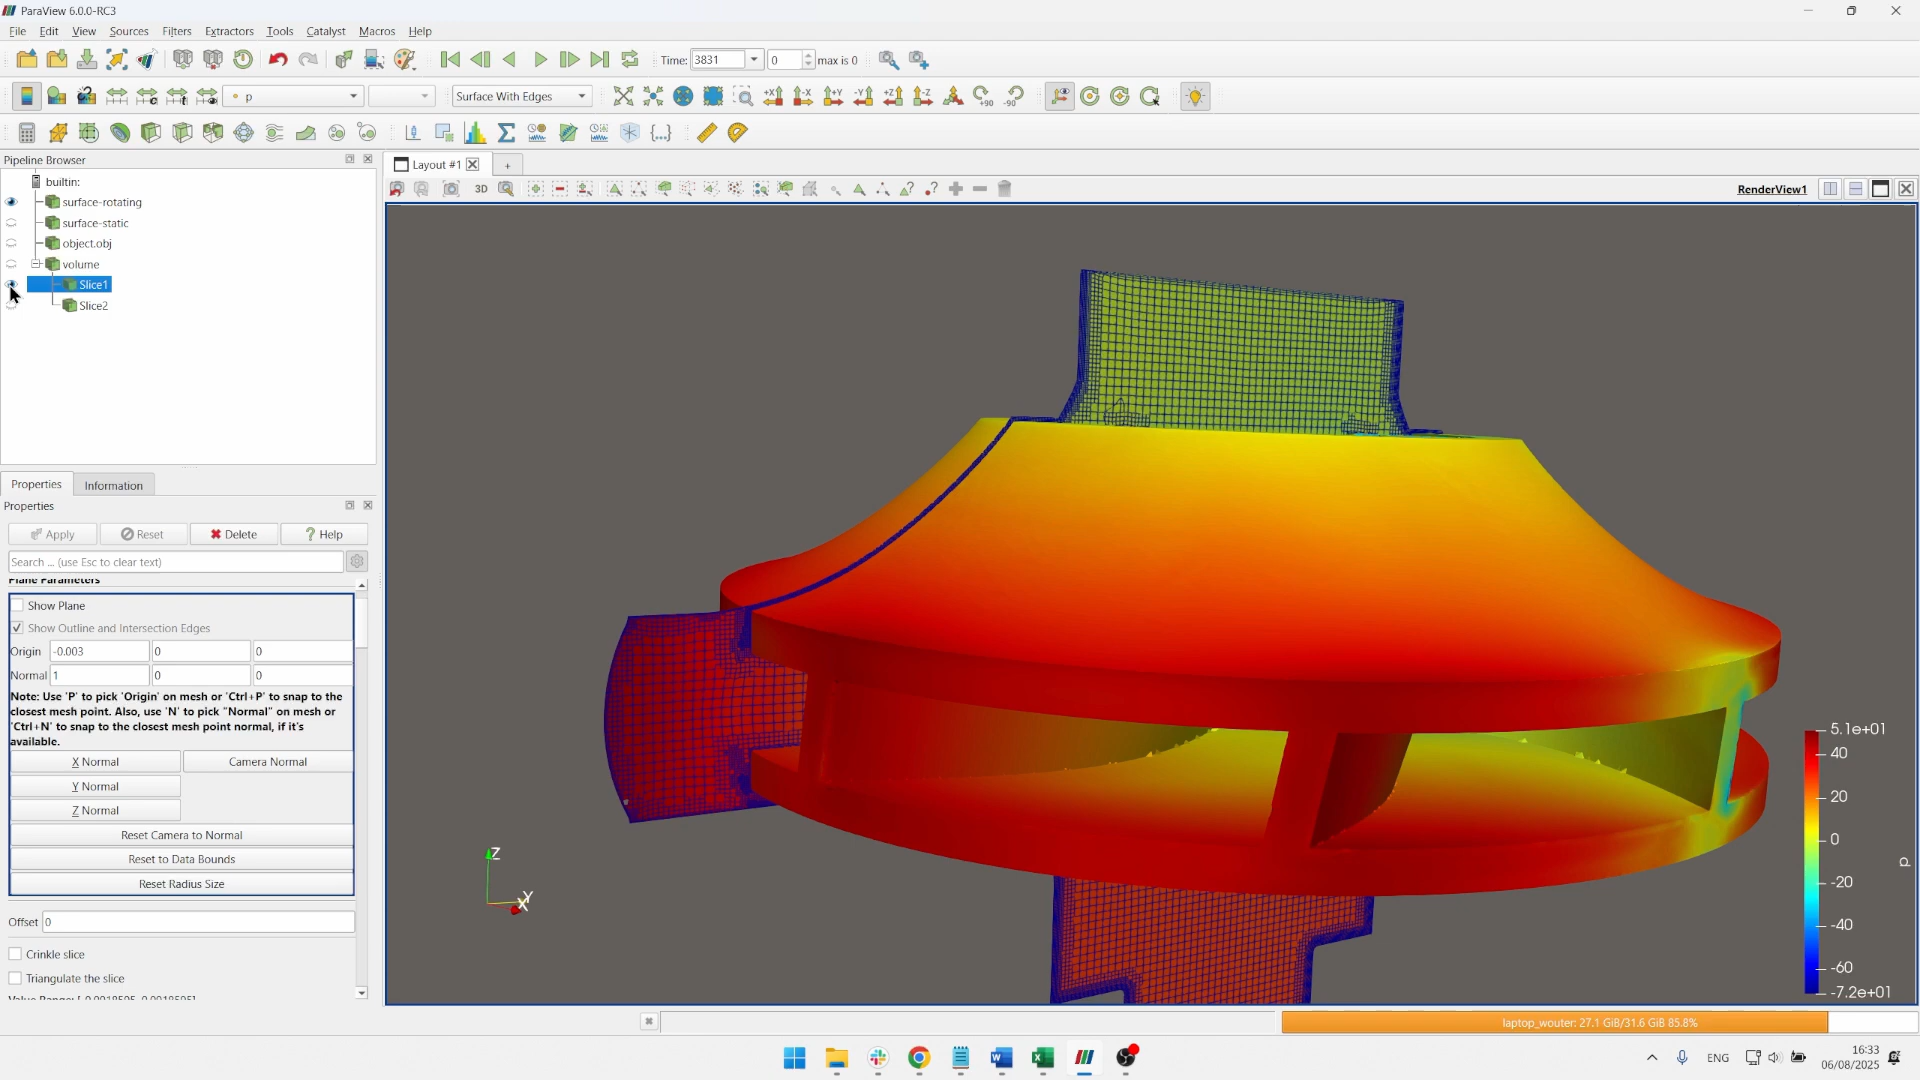 ParaView 6.0.0-RC3
File Edit View Sources Filters Extractors Tools Catalyst Macros Help
Time: 3831 0 max is 0
p Surface With Edges +X -X +Y -Y +Z -Z +90 -90
Pipeline Browser
Layout #1 +
builtin:
3D RenderView1
surface-rotating
surface-static
object.obj
volume
Slice1
Slice2
Properties Information
Properties
Apply Reset Delete Help
Search ... (use Esc to clear text)
Plane Parameters
Show Plane
Show Outline and Intersection Edges
Origin -0.003 0 0
Normal 1 0 0
Note: Use 'P' to pick 'Origin' on mesh or 'Ctrl+P' to snap to the
closest mesh point. Also, use 'N' to pick "Normal" on mesh or
'Ctrl+N' to snap to the closest mesh point normal, if it's
available.
X Normal Camera Normal
Y Normal
Z Normal
Reset Camera to Normal
Reset to Data Bounds
Reset Radius Size
Offset 0
Crinkle slice
Triangulate the slice
Z
Y
X
5.1e+01
40
20
0
-20
-40
-60
-7.2e+01
p
laptop_wouter: 27.1 GiB/31.6 GiB 85.8%
ENG
16:33
06/08/2025